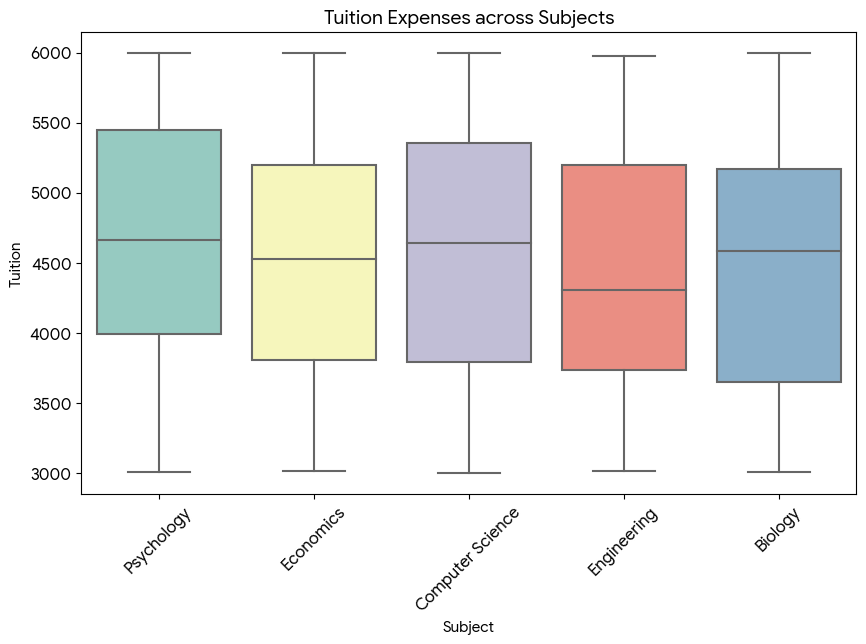 Tuition Expenses across Subjects
6000
5500
5000
4500
4000
3500
3000
Tuition
Psychology
Economics
Computer Science
Engineering
Biology
Subject